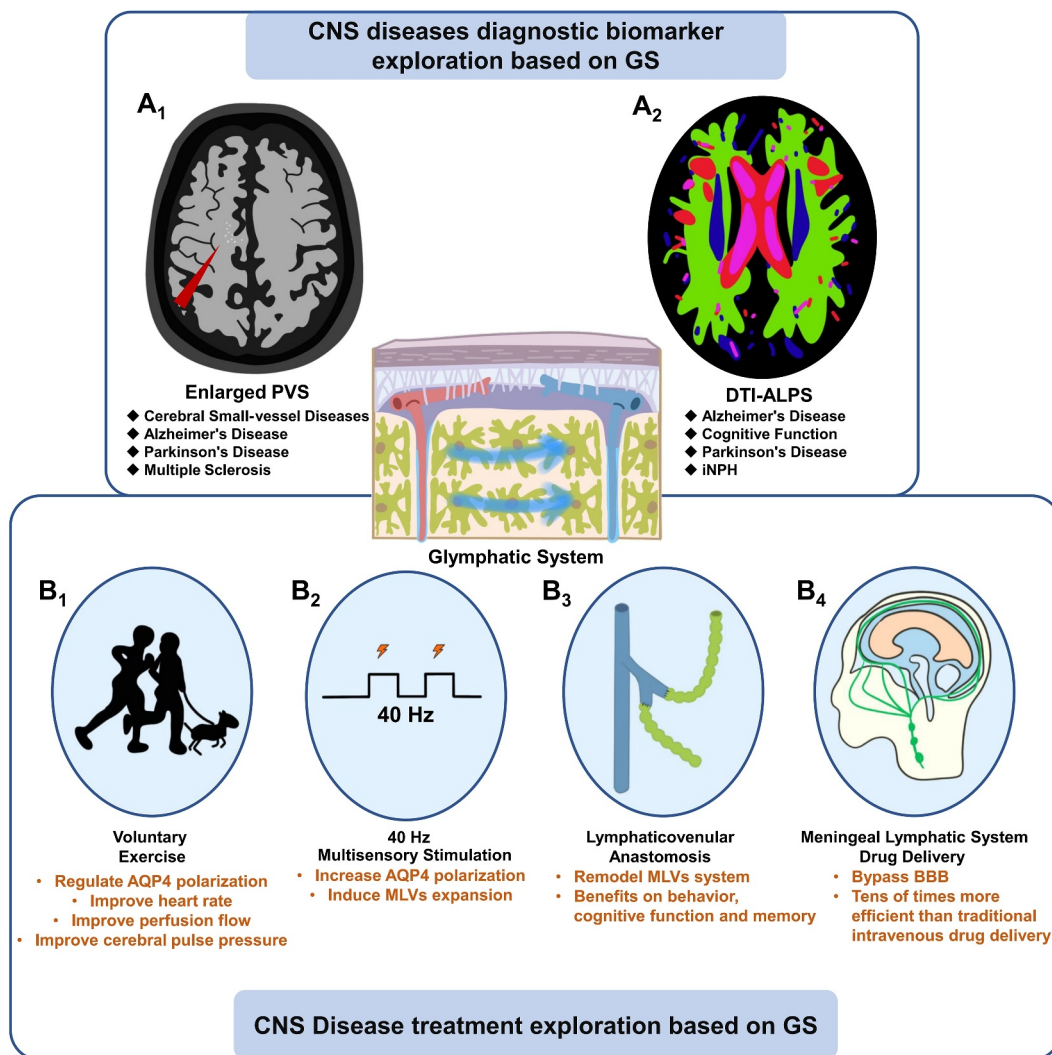 CNS diseases diagnostic biomarker
exploration based on GS
A1
A2
Enlarged PVS
◆ Cerebral Small-vessel Diseases
◆ Alzheimer's Disease
◆ Parkinson's Disease
◆ Multiple Sclerosis
DTI-ALPS
◆ Alzheimer's Disease
◆ Cognitive Function
◆ Parkinson's Disease
◆ iNPH
Glymphatic System
B1
B2
B3
B4
40 Hz
Voluntary
Exercise
• Regulate AQP4 polarization
• Improve heart rate
• Improve perfusion flow
• Improve cerebral pulse pressure
40 Hz
Multisensory Stimulation
• Increase AQP4 polarization
• Induce MLVs expansion
Lymphaticovenular
Anastomosis
• Remodel MLVs system
• Benefits on behavior,
cognitive function and memory
Meningeal Lymphatic System
Drug Delivery
• Bypass BBB
• Tens of times more
efficient than traditional
intravenous drug delivery
CNS Disease treatment exploration based on GS